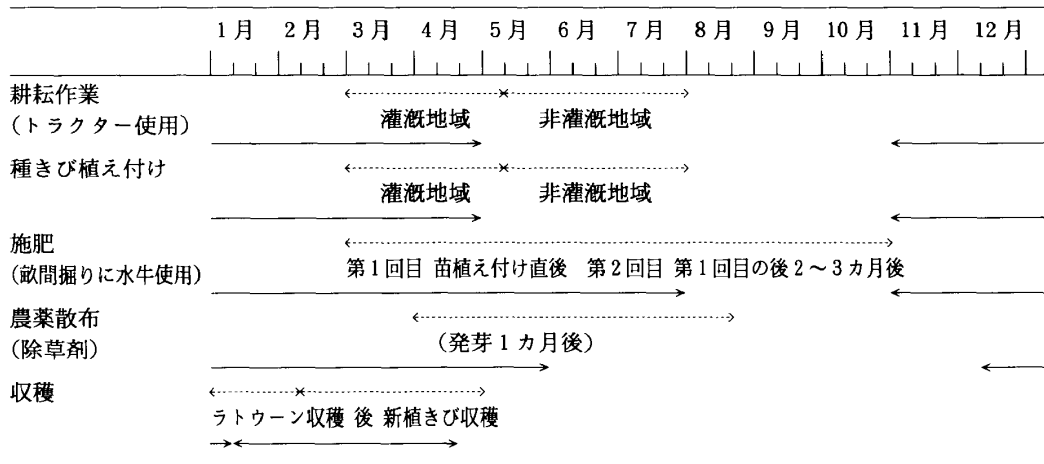 1月 2月 3月 4月 5月 6月 7月 8月 9月 10月 11月 12月
耕耘作業
(トラクター使用)
灌漑地域 非灌漑地域
種きび植え付け
灌漑地域 非灌漑地域
施肥
(畝間掘りに水牛使用)
第1回目 苗植え付け直後 第2回目 第1回目の後2～3カ月後
農薬散布
(除草剤)
(発芽1カ月後)
収穫
ラトゥーン収穫 後 新植きび収穫